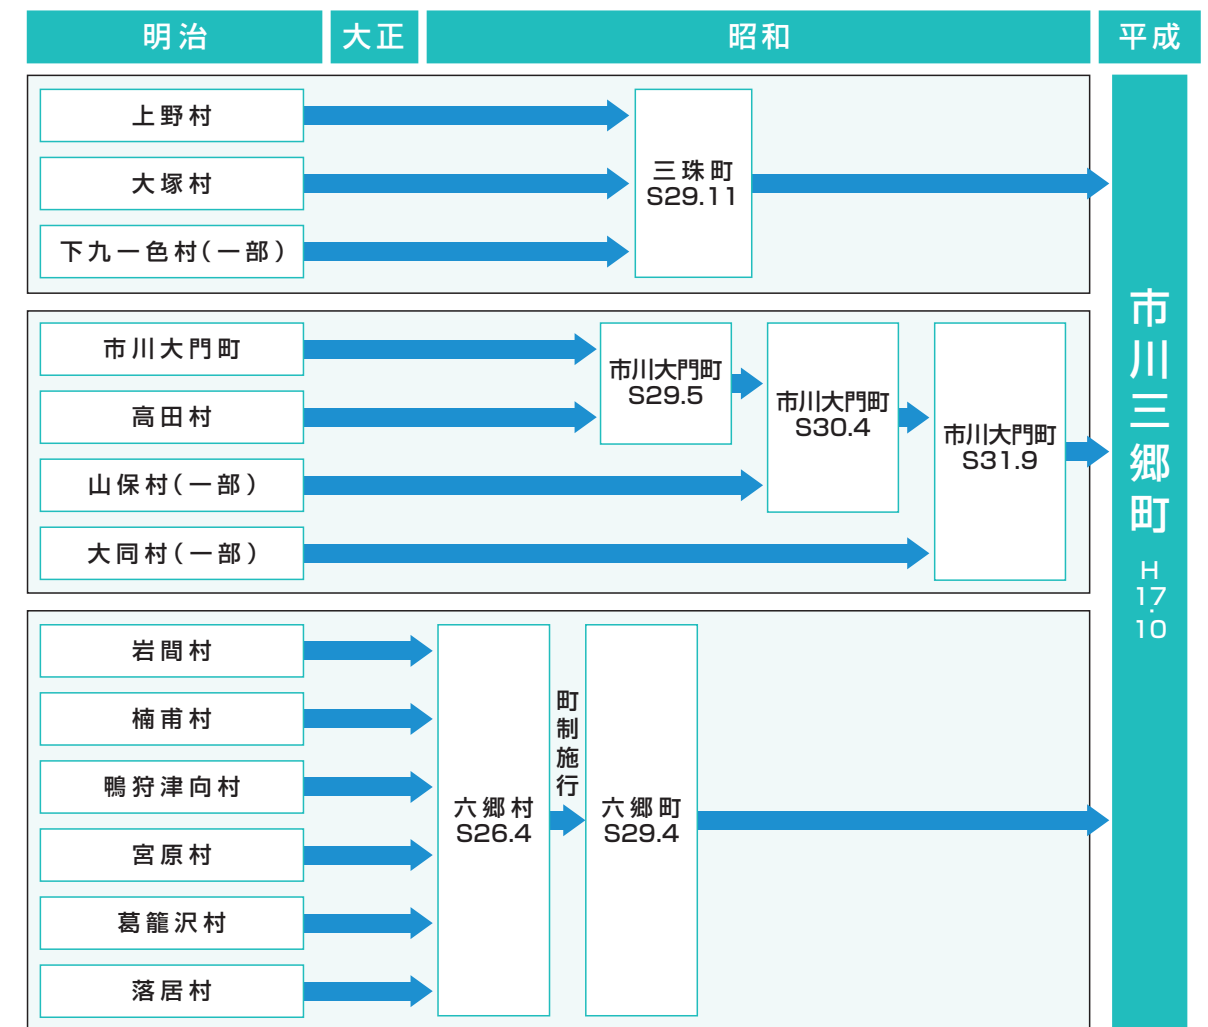 明治
大正
昭和
平成
上野村
大塚村
下九一色村(一部)
三珠町
S29.11
市川大門町
高田村
山保村(一部)
大同村(一部)
市川大門町
S29.5
市川大門町
S30.4
市川大門町
S31.9
岩間村
楠甫村
鴨狩津向村
宮原村
葛籠沢村
落居村
六郷村
S26.4
町制施行
六郷町
S29.4
市川三郷町
H17.10